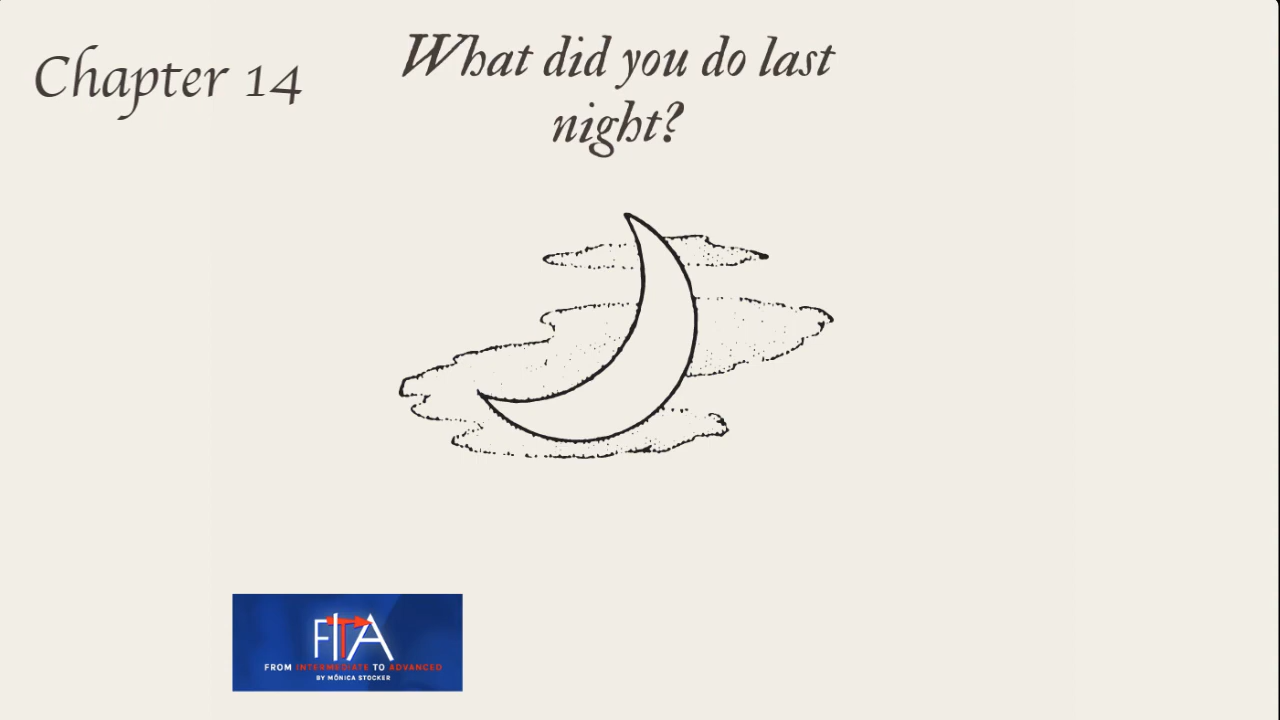 Chapter 14
What did you do last
night?
FITA
FROM INTERMEDIATE TO ADVANCED
BY MÔNICA STOCKER